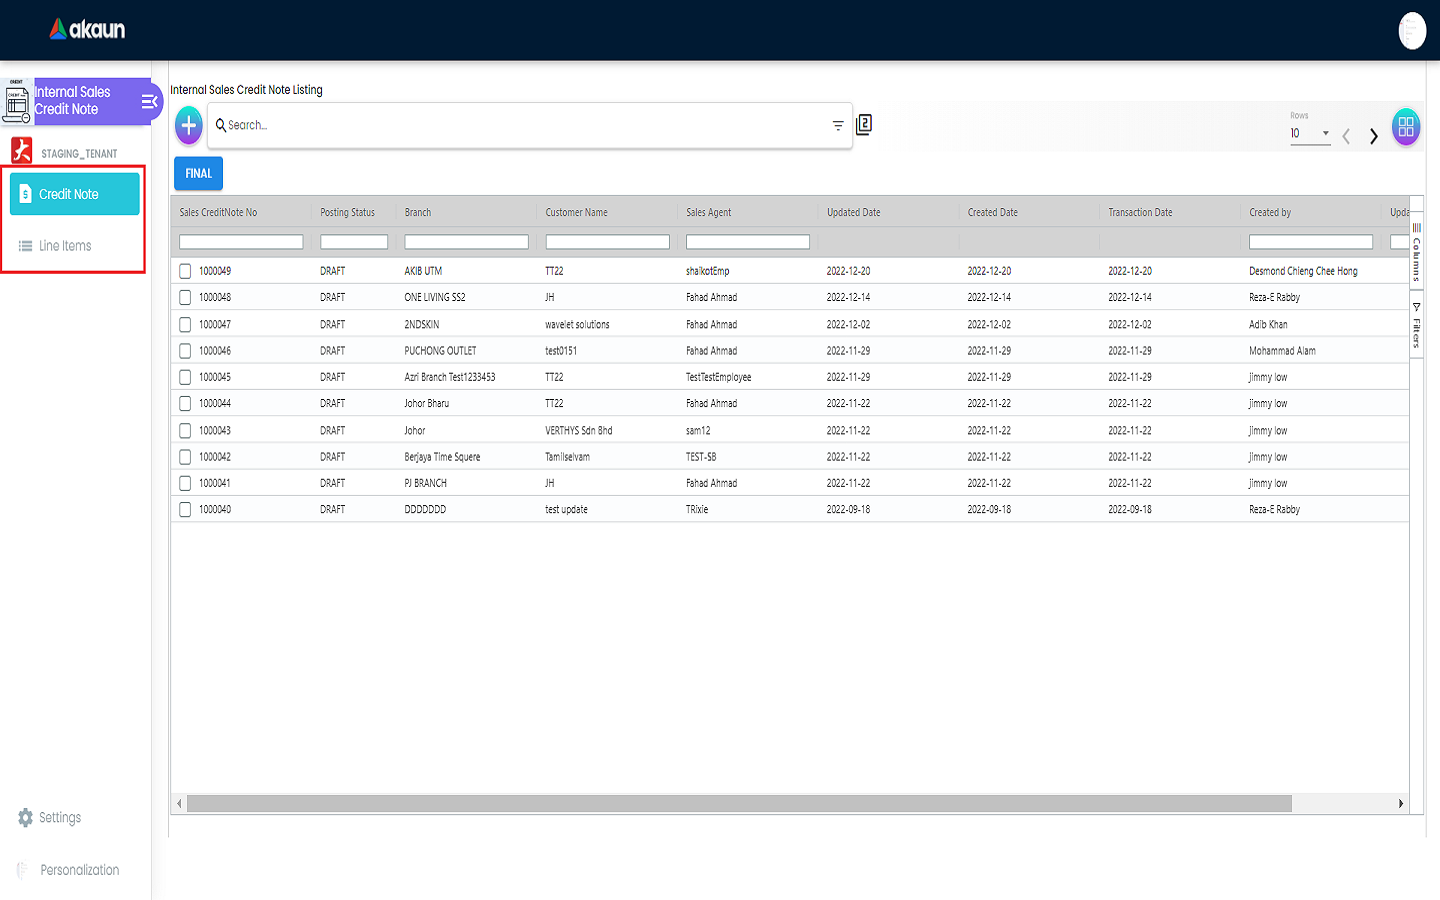 akaun
CREDIT
Internal Sales
Credit Note
STAGING_TENANT
Credit Note
Line Items
Settings
Personalization
Internal Sales Credit Note Listing
Search...
2
Rows
10
FINAL
Sales CreditNote No Posting Status Branch Customer Name Sales Agent Updated Date Created Date Transaction Date Created by Upda
1000049 DRAFT AKIB UTM TT22 shaikotEmp 2022-12-20 2022-12-20 2022-12-20 Desmond Chieng Chee Hong
1000048 DRAFT ONE LIVING SS2 JH Fahad Ahmad 2022-12-14 2022-12-14 2022-12-14 Reza-E Rabby
1000047 DRAFT 2NDSKIN wavelet solutions Fahad Ahmad 2022-12-02 2022-12-02 2022-12-02 Adib Khan
1000046 DRAFT PUCHONG OUTLET test0151 Fahad Ahmad 2022-11-29 2022-11-29 2022-11-29 Mohammad Alam
1000045 DRAFT Azri Branch Test1233453 TT22 TestTestEmployee 2022-11-29 2022-11-29 2022-11-29 jimmy low
1000044 DRAFT Johor Bharu TT22 Fahad Ahmad 2022-11-22 2022-11-22 2022-11-22 jimmy low
1000043 DRAFT Johor VERTHYS Sdn Bhd sam12 2022-11-22 2022-11-22 2022-11-22 jimmy low
1000042 DRAFT Berjaya Time Squere Tamilselvam TEST-SB 2022-11-22 2022-11-22 2022-11-22 jimmy low
1000041 DRAFT PJ BRANCH JH Fahad Ahmad 2022-11-22 2022-11-22 2022-11-22 jimmy low
1000040 DRAFT DDDDDDD test update TRixie 2022-09-18 2022-09-18 2022-09-18 Reza-E Rabby
Columns
Filters